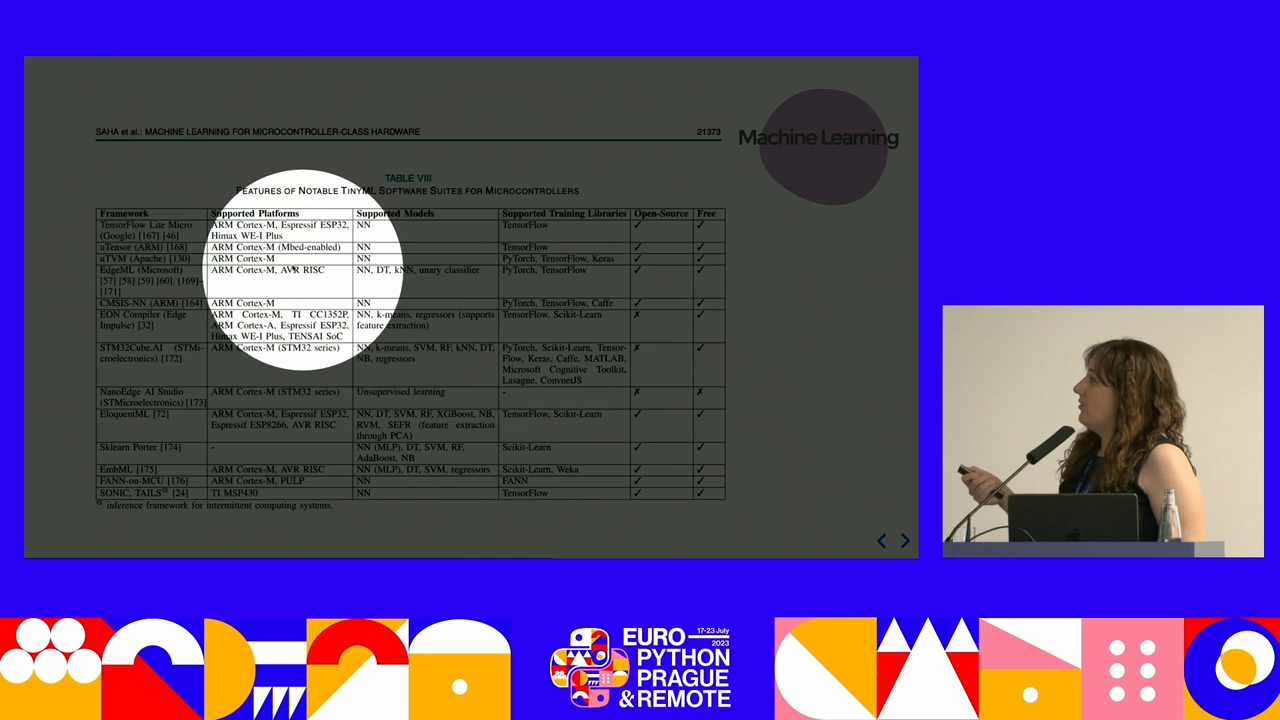 SAHA et al.: MACHINE LEARNING FOR MICROCONTROLLER-CLASS HARDWARE 21373
Machine Learning
TABLE VIII
FEATURES OF NOTABLE TINYML SOFTWARE SUITES FOR MICROCONTROLLERS
Framework Supported Platforms Supported Models Supported Training Libraries Open-Source Free
TensorFlow Lite Micro ARM Cortex-M, Espressif ESP32, NN TensorFlow ✓ ✓
(Google) [167] [46] Himax WE-I Plus
uTensor (ARM) [168] ARM Cortex-M (Mbed-enabled) NN TensorFlow ✓ ✓
uTVM (Apache) [130] ARM Cortex-M NN PyTorch, TensorFlow, Keras ✓ ✓
EdgeML (Microsoft) ARM Cortex-M, AVR RISC NN, DT, kNN, unary classifier PyTorch, TensorFlow ✓ ✓
[57] [58] [59] [60], [169]–
[171]
CMSIS-NN (ARM) [164] ARM Cortex-M NN PyTorch, TensorFlow, Caffe ✓ ✓
EON Compiler (Edge ARM Cortex-M, TI CC1352P, NN, k-means, regressors (supports TensorFlow, Scikit-Learn ✗ ✓
Impulse) [32] ARM Cortex-A, Espressif ESP32, feature extraction)
Himax WE-I Plus, TENSAI SoC
STM32Cube.AI (STMi- ARM Cortex-M (STM32 series) NN, k-means, SVM, RF, kNN, DT, PyTorch, Scikit-Learn, Tensor- ✗ ✓
croelectronics) [172] NB, regressors Flow, Keras, Caffe, MATLAB,
Microsoft Cognitive Toolkit,
Lasagne, ConvnetJS
NanoEdge AI Studio ARM Cortex-M (STM32 series) Unsupervised learning - ✗ ✗
(STMicroelectronics) [173]
EloquentML [72] ARM Cortex-M, Espressif ESP32, NN, DT, SVM, RF, XGBoost, NB, TensorFlow, Scikit-Learn ✓ ✓
Espressif ESP8266, AVR RISC RVM, SEFR (feature extraction
through PCA)
Sklearn Porter [174] - NN (MLP), DT, SVM, RF, Scikit-Learn ✓ ✓
AdaBoost, NB
EmbML [175] ARM Cortex-M, AVR RISC NN (MLP), DT, SVM, regressors Scikit-Learn, Weka ✓ ✓
FANN-on-MCU [176] ARM Cortex-M, PULP NN FANN ✓ ✓
SONIC, TAILS [24] TI MSP430 NN TensorFlow ✓ ✓
inference framework for intermittent computing systems.
17-23 July
2023
EURO
PYTHON
PRAGUE
& REMOTE